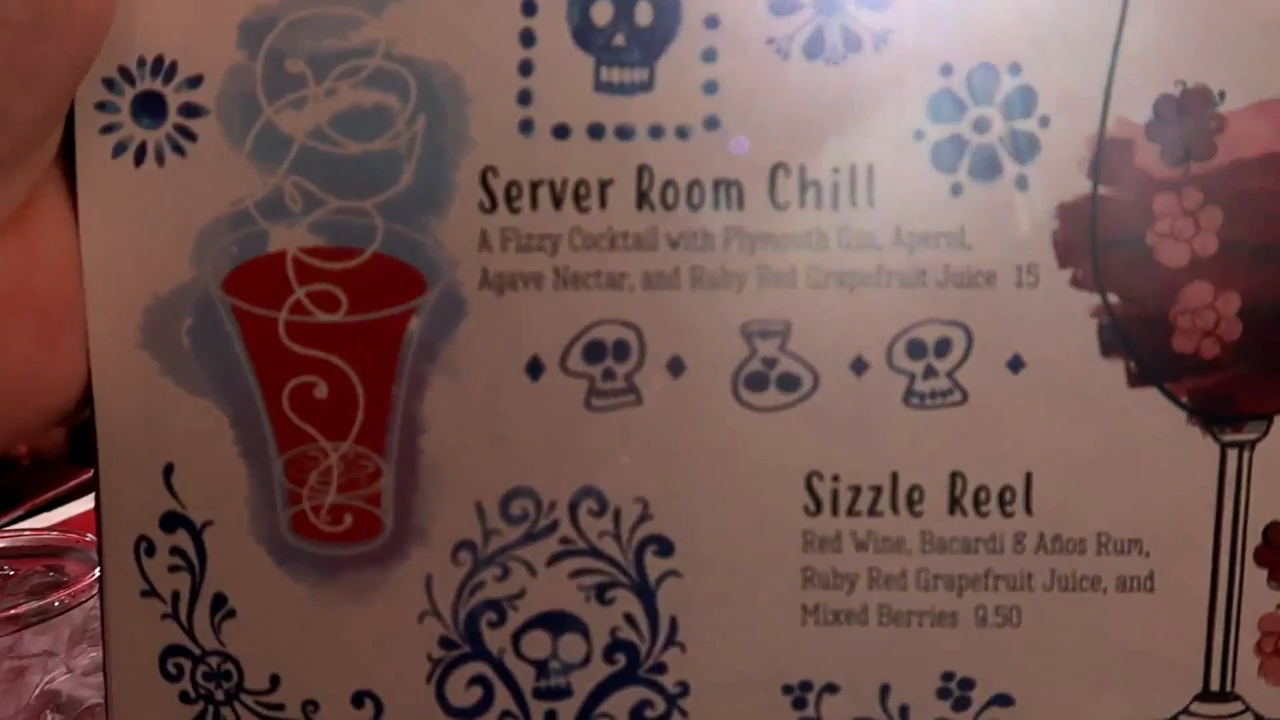 Server Room Chill
A Fizzy Cocktail with Plymouth Gin, Aperol,
Agave Nectar, and Ruby Red Grapefruit Juice 15
Sizzle Reel
Red Wine, Bacardi 8 Años Rum,
Ruby Red Grapefruit Juice, and
Mixed Berries 9.50